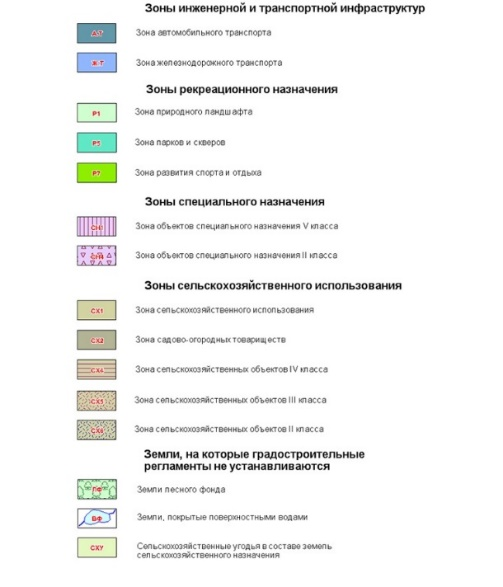 Зоны инженерной и транспортной инфраструктур
А-Т Зона автомобильного транспорта
Ж-Т Зона железнодорожного транспорта
Зоны рекреационного назначения
Р1 Зона природного ландшафта
Зона парков и скверов
Зона развития спорта и отдыха
Зоны специального назначения
Зона объектов специального назначения V класса
Зона объектов специального назначения II класса
Зоны сельскохозяйственного использования
СХ1 Зона сельскохозяйственного использования
СХ2 Зона садово-огородных товариществ
СХ4 Зона сельскохозяйственных объектов IV класса
СХ5 Зона сельскохозяйственных объектов III класса
СХ6 Зона сельскохозяйственных объектов II класса
Земли, на которые градостроительные
регламенты не устанавливаются
ЛФ Земли лесного фонда
ВФ Земли, покрытые поверхностными водами
СХУ Сельскохозяйственные угодья в составе земель
сельскохозяйственного назначения